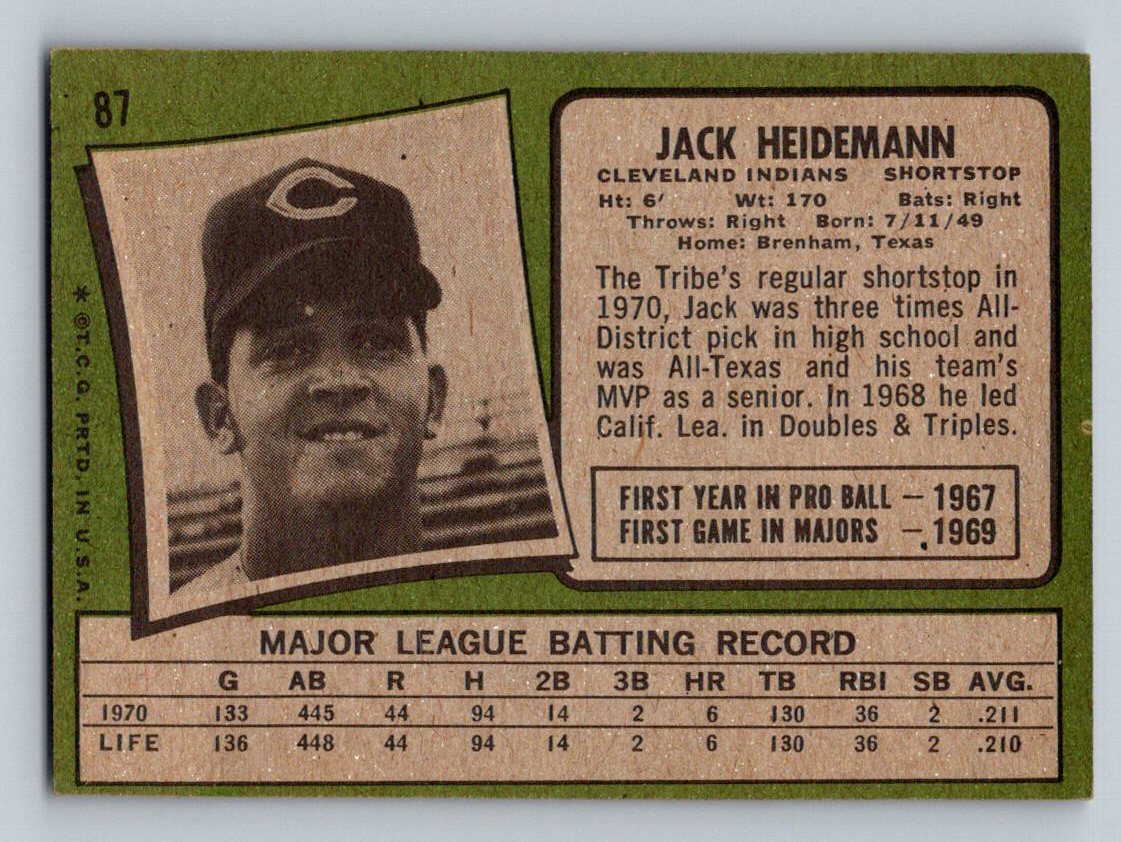 87
JACK HEIDEMANN
CLEVELAND INDIANS SHORTSTOP
Ht: 6' Wt: 170 Bats: Right
Throws: Right Born: 7/11/49
Home: Brenham, Texas
The Tribe's regular shortstop in
1970, Jack was three times All-
District pick in high school and
was All-Texas and his team's
MVP as a senior. In 1968 he led
Calif. Lea. in Doubles & Triples.
FIRST YEAR IN PRO BALL — 1967
FIRST GAME IN MAJORS — 1969
C
* ©T.C.G. PRTD. IN U.S.A.
MAJOR LEAGUE BATTING RECORD
G AB R H 2B 3B HR TB RBI SB AVG.
1970 133 445 44 94 14 2 6 130 36 2 .211
LIFE 136 448 44 94 14 2 6 130 36 2 .210